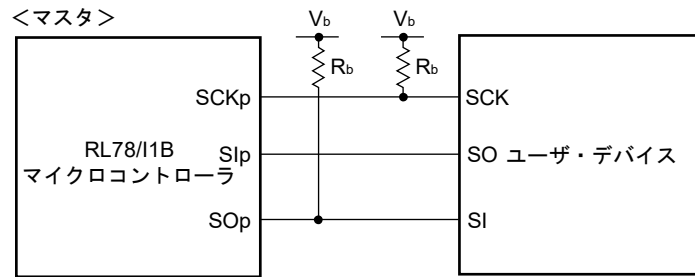 ＜マスタ＞
Vb Vb
Rb Rb
SCKp SCK
RL78/I1B
マイクロコントローラ
SIp SO ユーザ・デバイス
SOp SI